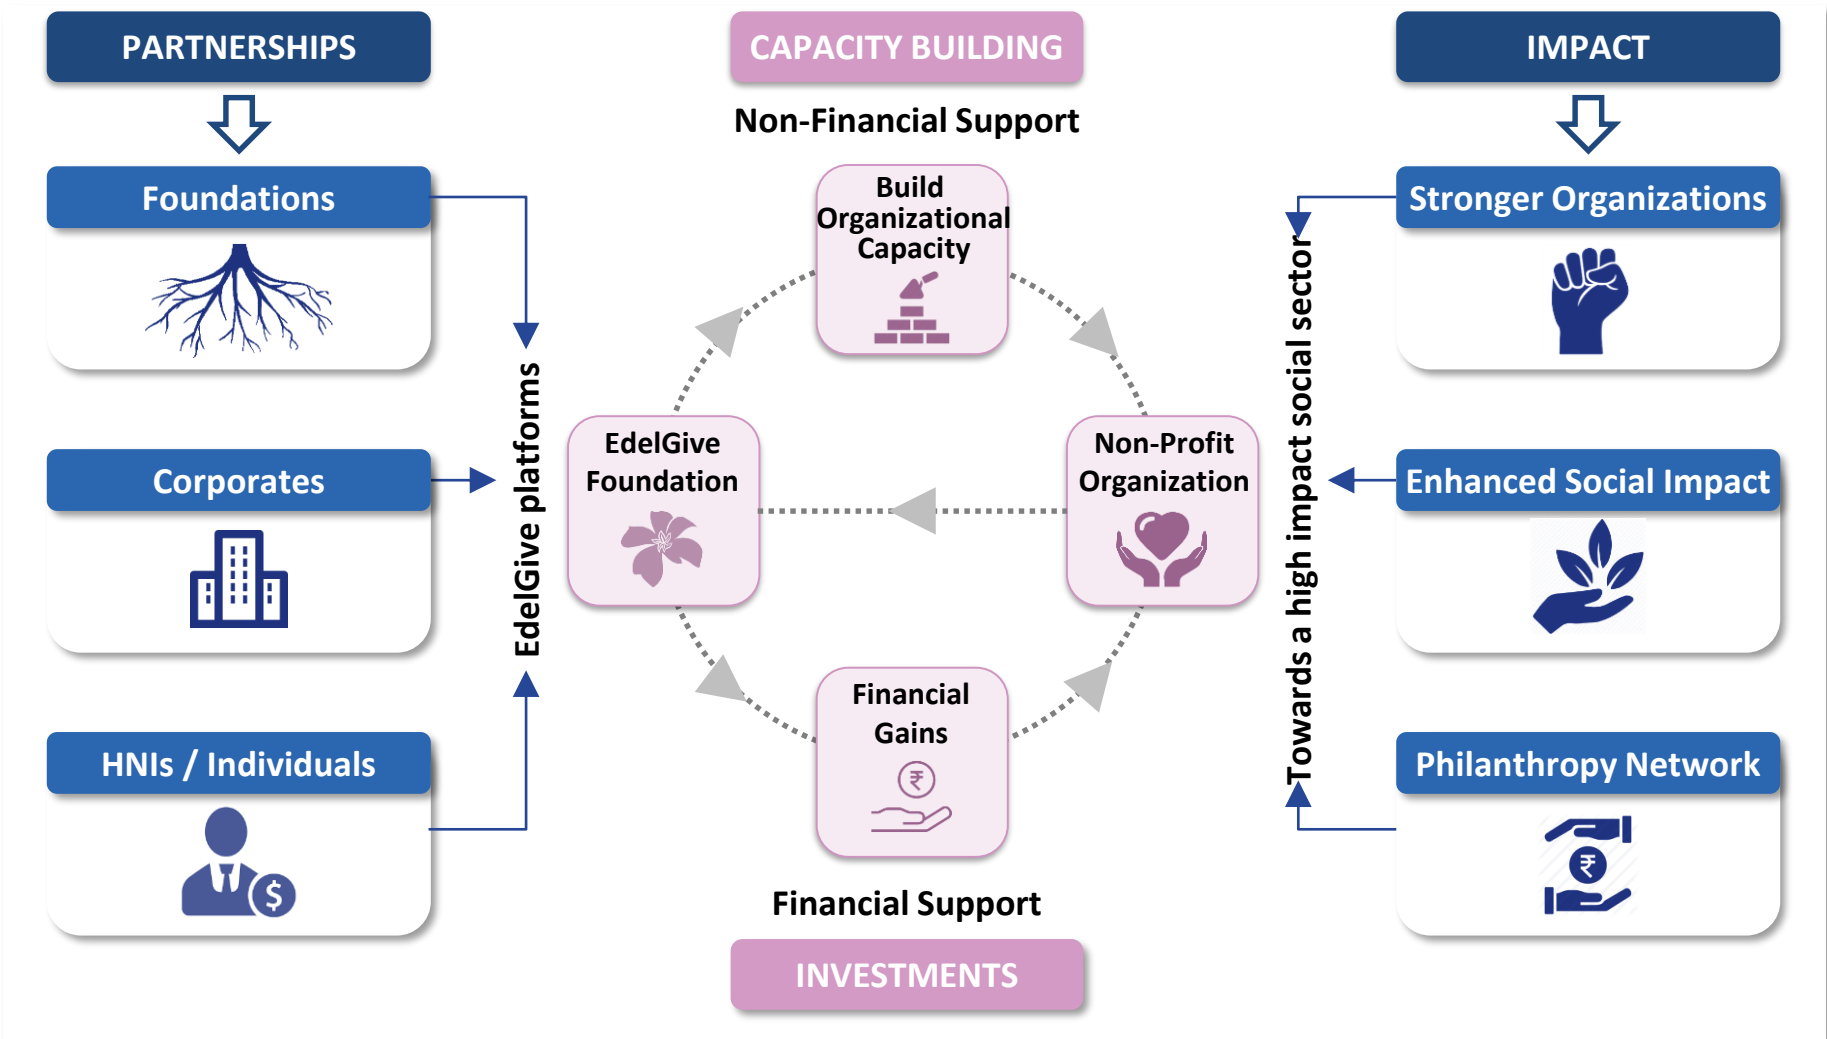 PARTNERSHIPS
Foundations
Corporates
HNIs / Individuals
EdelGive platforms
CAPACITY BUILDING
Non-Financial Support
Build
Organizational
Capacity
EdelGive
Foundation
Non-Profit
Organization
Financial
Gains
₹
Financial Support
INVESTMENTS
Towards a high impact social sector
IMPACT
Stronger Organizations
Enhanced Social Impact
Philanthropy Network
₹
$